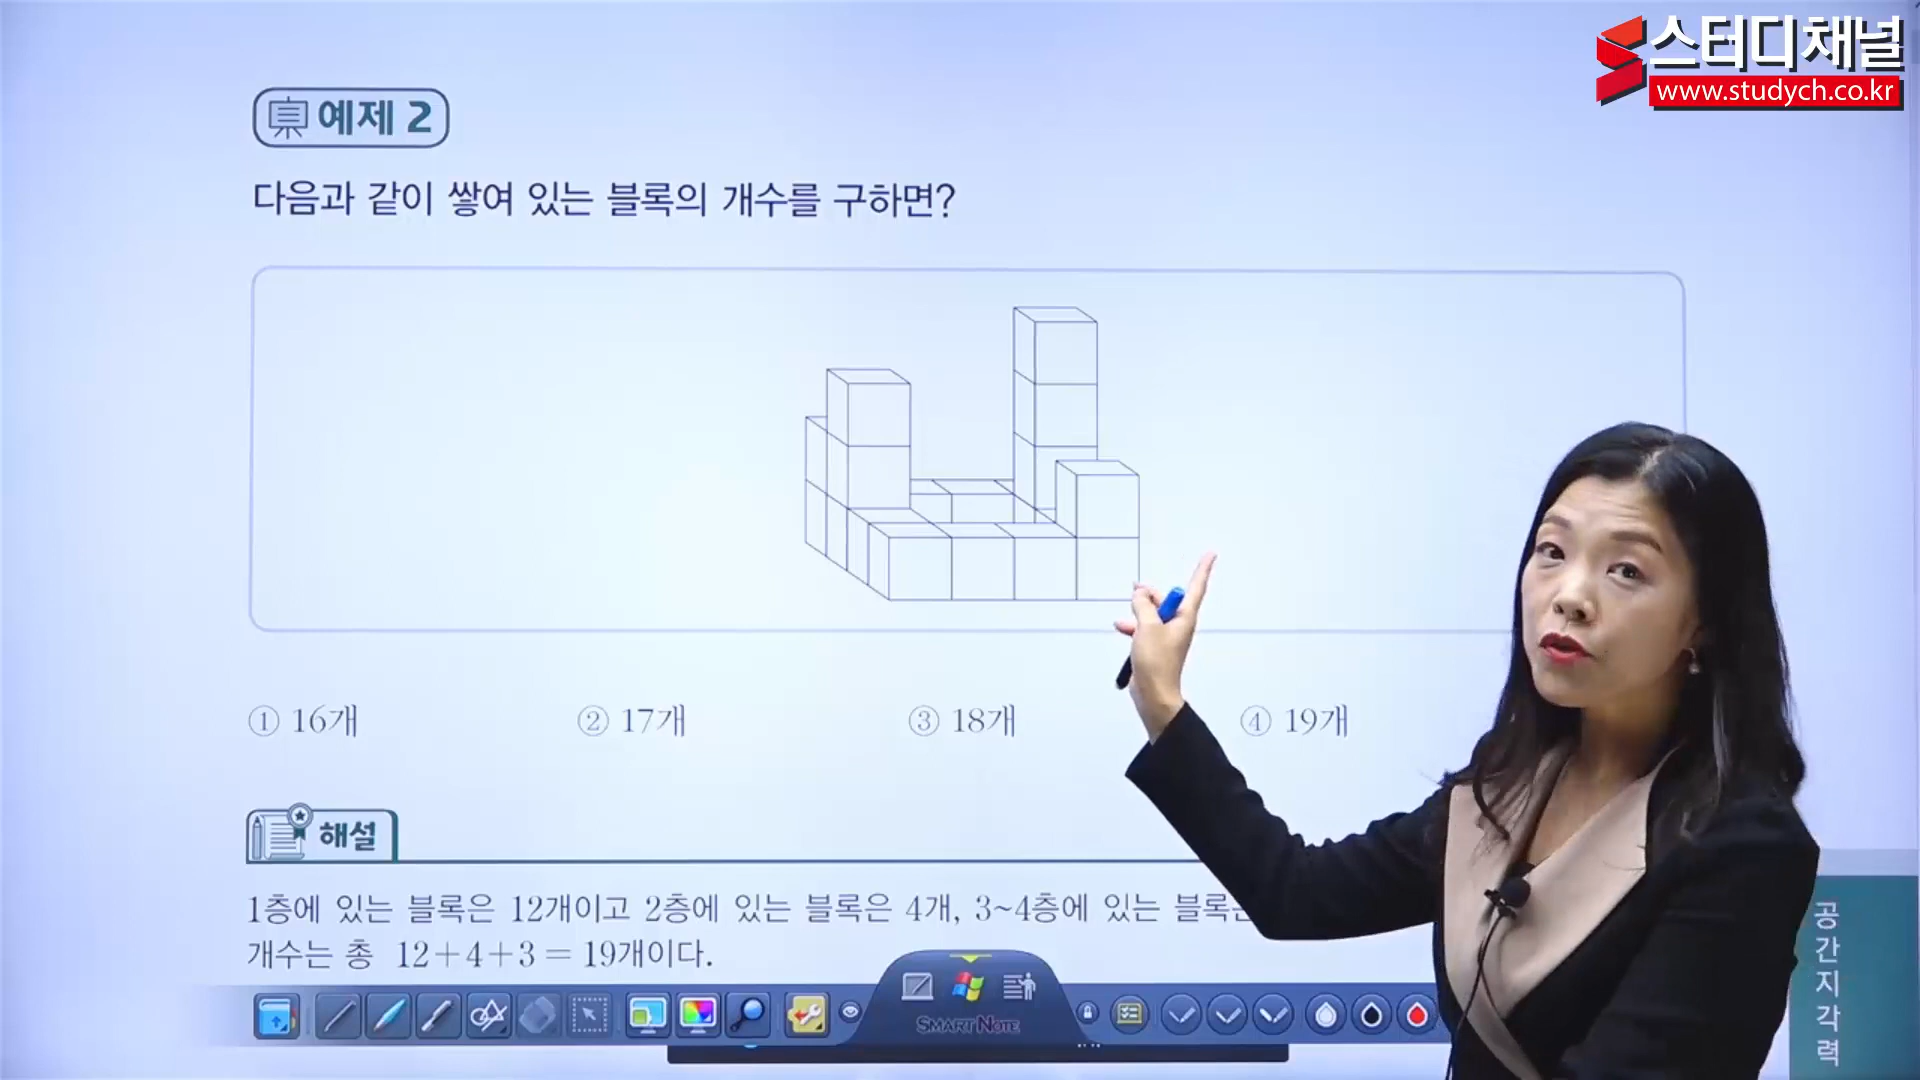 스터디채널
www.studych.co.kr
예제 2
다음과 같이 쌓여 있는 블록의 개수를 구하면?
① 16개
② 17개
③ 18개
④ 19개
해설
1층에 있는 블록은 12개이고 2층에 있는 블록은 4개, 3~4층에 있는 블록은
개수는 총 12+4+3 = 19개이다.
SMARTNOTE
공간지각력